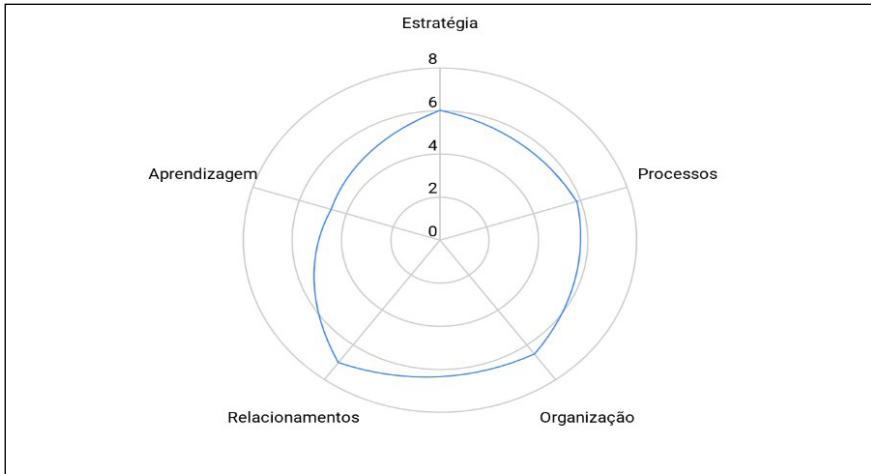 Estratégia
8
6
4
2
0
Aprendizagem
Processos
Relacionamentos
Organização